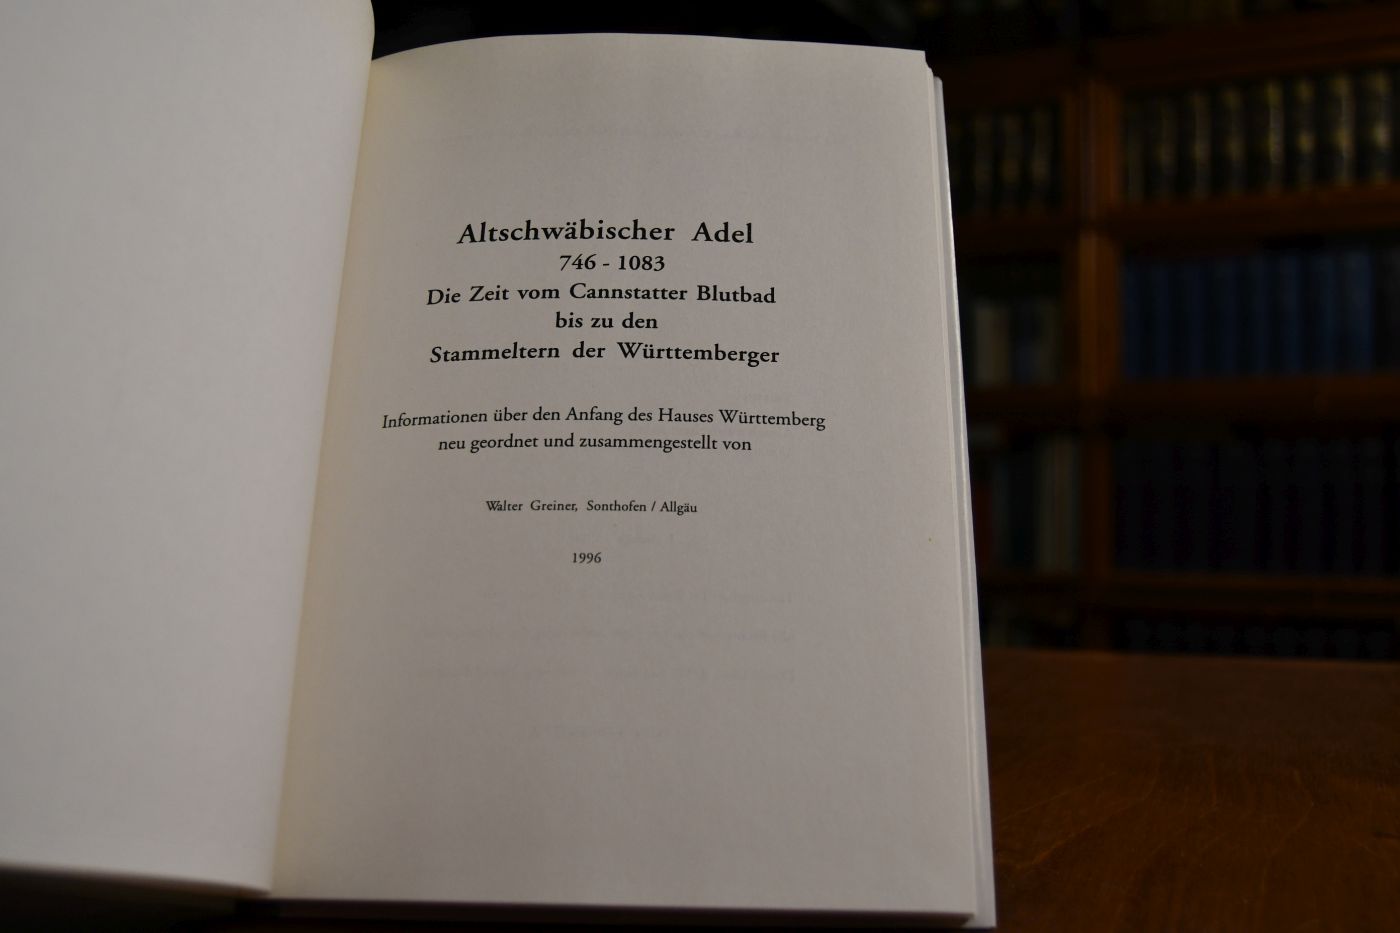 Altschwäbischer Adel
746 - 1083
Die Zeit vom Cannstatter Blutbad
bis zu den
Stammeltern der Württemberger
Informationen über den Anfang des Hauses Württemberg
neu geordnet und zusammengestellt von
Walter Greiner, Sonthofen / Allgäu
1996